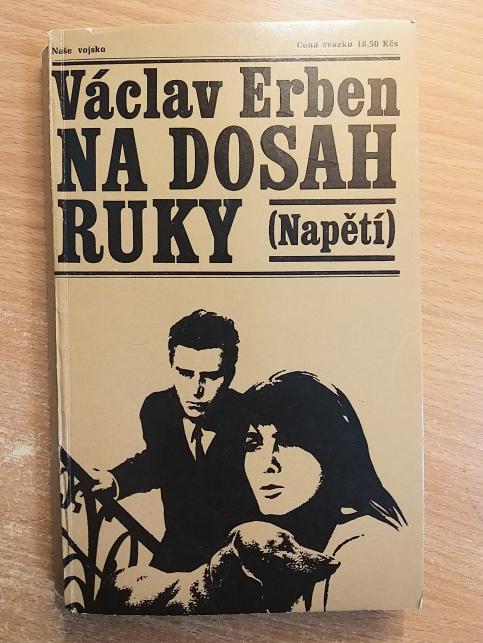 Naše vojsko Cena svazku 18,50 Kčs
Václav Erben
NA DOSAH
RUKY (Napětí)